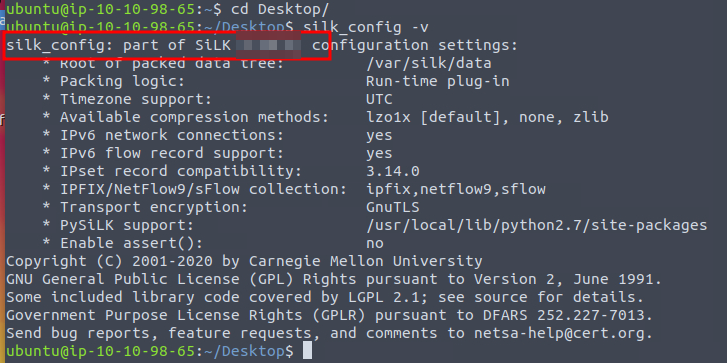 ubuntu@ip-10-10-98-65:~$ cd Desktop/
ubuntu@ip-10-10-98-65:~/Desktop$ silk_config -v
silk_config: part of SiLK configuration settings:
* Root of packed data tree: /var/silk/data
* Packing logic: Run-time plug-in
* Timezone support: UTC
* Available compression methods: lzo1x [default], none, zlib
* IPv6 network connections: yes
* IPv6 flow record support: yes
* IPset record compatibility: 3.14.0
* IPFIX/NetFlow9/sFlow collection: ipfix,netflow9,sflow
* Transport encryption: GnuTLS
* PySiLK support: /usr/local/lib/python2.7/site-packages
* Enable assert(): no
Copyright (C) 2001-2020 by Carnegie Mellon University
GNU General Public License (GPL) Rights pursuant to Version 2, June 1991.
Some included library code covered by LGPL 2.1; see source for details.
Government Purpose License Rights (GPLR) pursuant to DFARS 252.227-7013.
Send bug reports, feature requests, and comments to netsa-help@cert.org.
ubuntu@ip-10-10-98-65:~/Desktop$